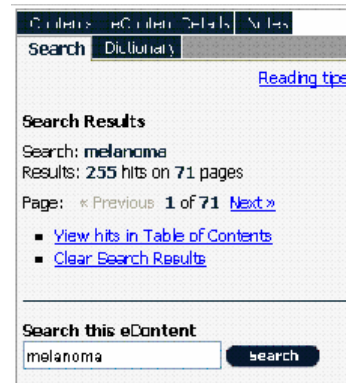 Contents eContent Details Notes
Search Dictionary
Reading tips
Search Results
Search: melanoma
Results: 255 hits on 71 pages
Page: « Previous 1 of 71 Next »
View hits in Table of Contents
Clear Search Results
Search this eContent
melanoma Search